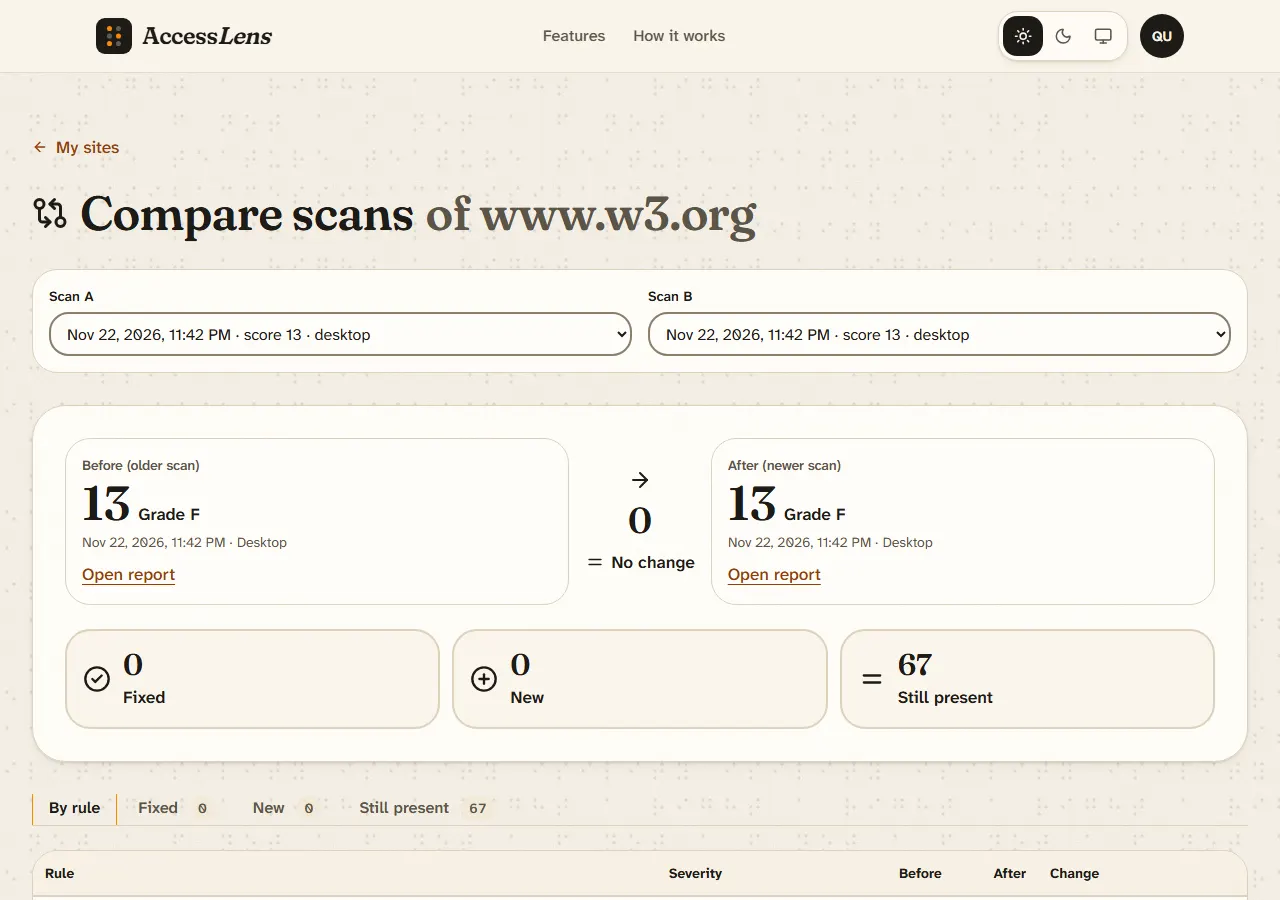 AccessLens
Features
How it works
QU
My sites
Compare scans of www.w3.org
Scan A
Scan B
Nov 22, 2026, 11:42 PM · score 13 · desktop
Nov 22, 2026, 11:42 PM · score 13 · desktop
Before (older scan)
13 Grade F
Nov 22, 2026, 11:42 PM · Desktop
Open report
→
0
= No change
After (newer scan)
13 Grade F
Nov 22, 2026, 11:42 PM · Desktop
Open report
0
Fixed
0
New
67
Still present
By rule
Fixed 0
New 0
Still present 67
Rule
Severity
Before
After
Change